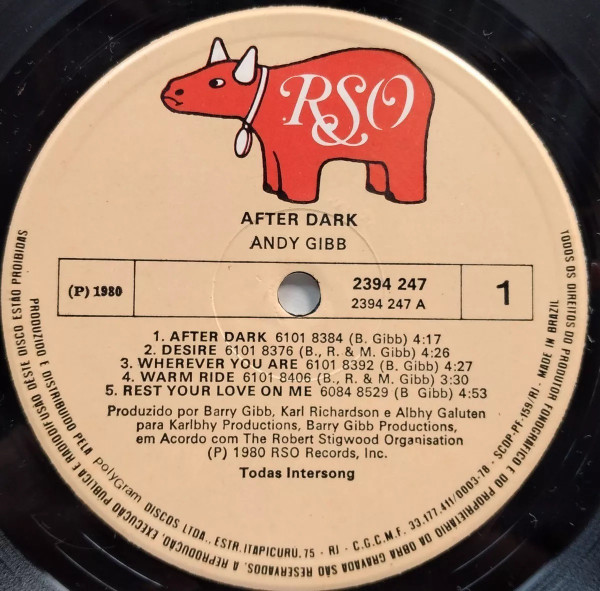 RSO
AFTER DARK
ANDY GIBB
(P) 1980
2394 247
2394 247 A
1
1. AFTER DARK 6101 8384 (B. Gibb) 4:17
2. DESIRE 6101 8376 (B., R. & M. Gibb) 4:26
3. WHEREVER YOU ARE 6101 8392 (B. Gibb) 4:27
4. WARM RIDE 6101 8406 (B., R. & M. Gibb) 3:30
5. REST YOUR LOVE ON ME 6084 8529 (B Gibb) 4:53
Produzido por Barry Gibb, Karl Richardson e Albhy Galuten
para Karlbhy Productions, Barry Gibb Productions,
em Acordo com The Robert Stigwood Organisation
(P) 1980 RSO Records, Inc.
Todas Intersong
TODOS OS DIREITOS DO PRODUTOR FONOGRÁFICO E DO PROPRIETÁRIO DA OBRA GRAVADA SÃO RESERVADOS. A REPRODUÇÃO, EXECUÇÃO PÚBLICA E RADIODIFUSÃO DESTE DISCO ESTÃO PROIBIDAS
PRODUZIDO E DISTRIBUIDO PELA PolyGram DISCOS LTDA., ESTR. ITAPICURÚ, 75 - RJ - C.G.C.M.F. 33.177.411/0003-78 - SCDP-PF-159/RJ - MADE IN BRAZIL